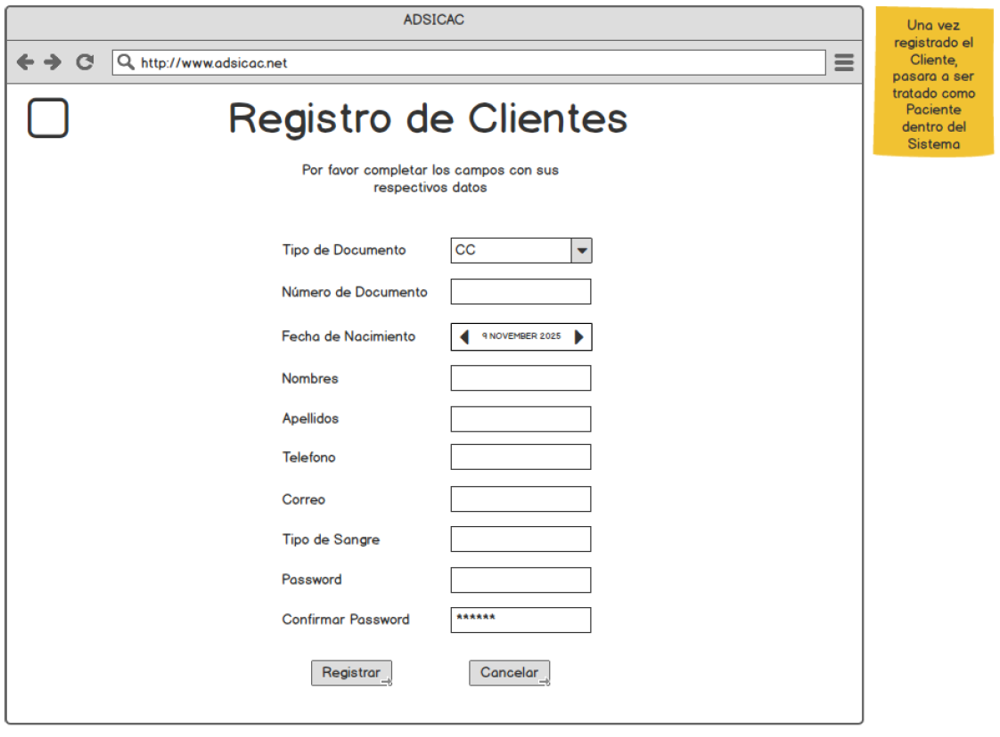 ADSICAC
http://www.adsicac.net
Registro de Clientes
Por favor completar los campos con sus
respectivos datos
Tipo de Documento
CC
Número de Documento
Fecha de Nacimiento
9 NOVEMBER 2025
Nombres
Apellidos
Telefono
Correo
Tipo de Sangre
Password
Confirmar Password
******
Registrar
Cancelar
Una vez
registrado el
Cliente,
pasara a ser
tratado como
Paciente
dentro del
Sistema